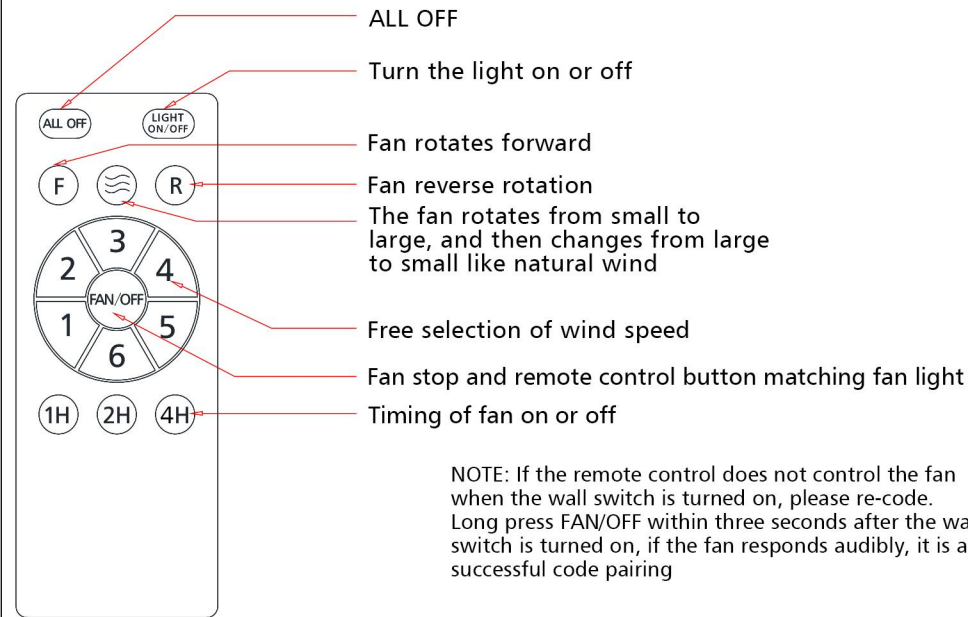 ALL OFF
Turn the light on or off
ALL OFF
LIGHT
ON/OFF
Fan rotates forward
F
R
Fan reverse rotation
The fan rotates from small to
large, and then changes from large
to small like natural wind
3
2
4
FAN/OFF
1
5
6
Free selection of wind speed
Fan stop and remote control button matching fan light
1H
2H
4H
Timing of fan on or off
NOTE: If the remote control does not control the fan
when the wall switch is turned on, please re-code.
Long press FAN/OFF within three seconds after the
switch is turned on, if the fan responds audibly, it is a
successful code pairing